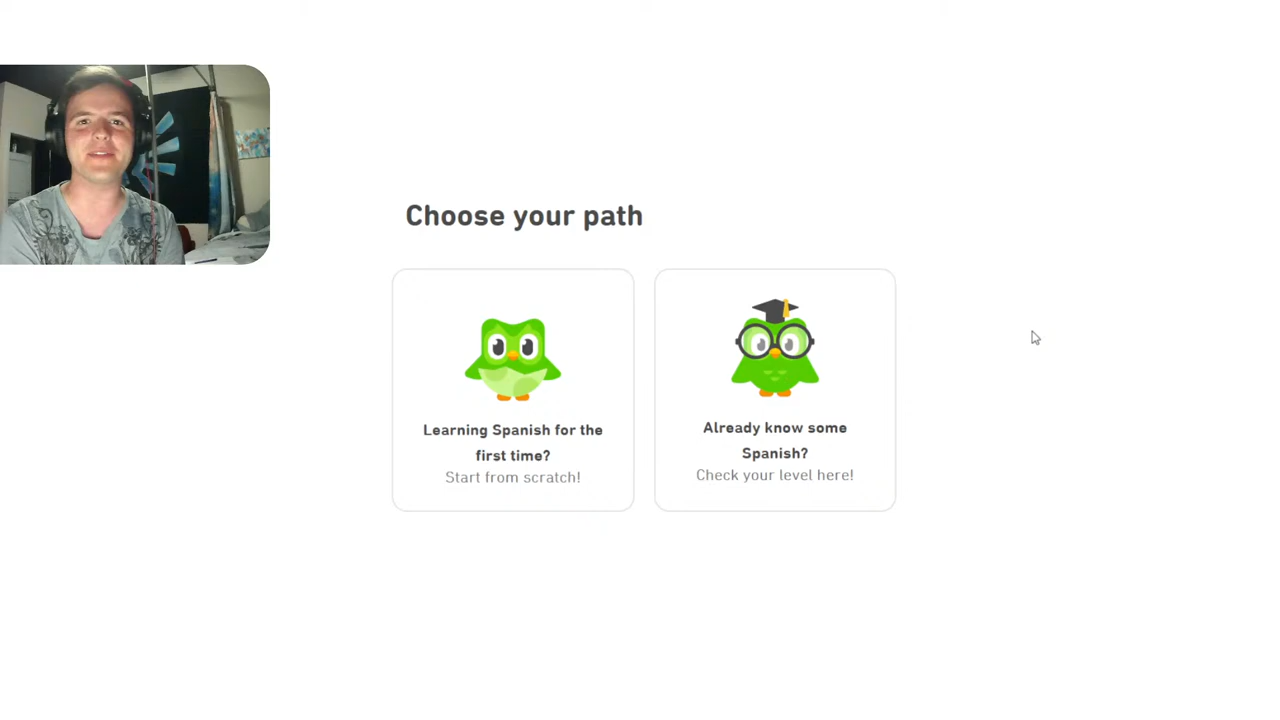 Choose your path
Learning Spanish for the
first time?
Start from scratch!
Already know some
Spanish?
Check your level here!